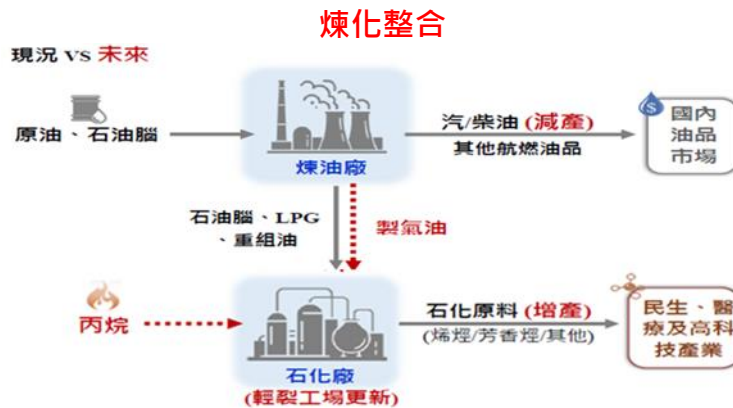 煉化整合
現況 VS 未來
原油、石油腦
煉油廠
汽/柴油 (減產)
其他航燃油品
國內
油品
市場
石油腦、LPG
、重組油
製氣油
丙烷
石化廠
(輕裂工場更新)
石化原料 (增產)
(烯烴/芳香烴/其他)
民生、醫
療及高科
技產業